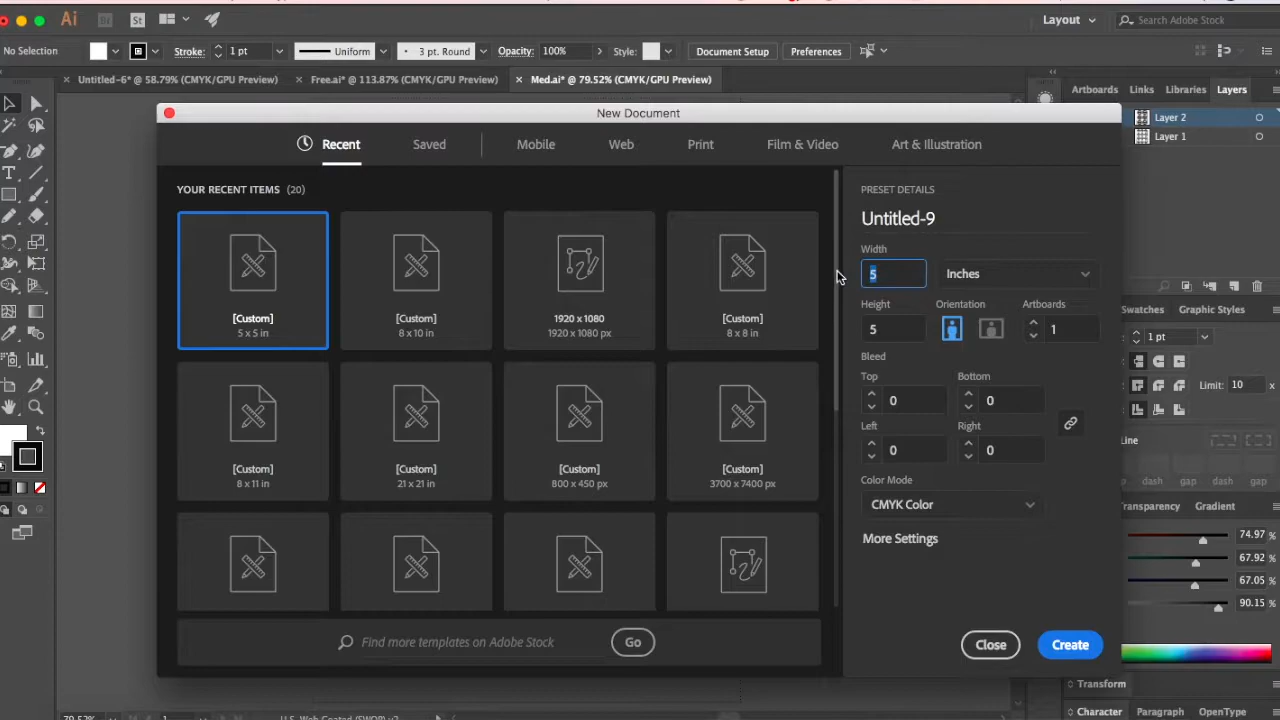 Ai Br St Layout Search Adobe Stock
No Selection Stroke: 1 pt Uniform 3 pt. Round Opacity: 100% Style: Document Setup Preferences
Untitled-6* @ 58.79% (CMYK/GPU Preview) Free.ai* @ 113.87% (CMYK/GPU Preview) Med.ai* @ 79.52% (CMYK/GPU Preview)
Artboards Links Libraries Layers
New Document
Layer 2
Layer 1
Recent Saved Mobile Web Print Film & Video Art & Illustration
YOUR RECENT ITEMS (20)
[Custom]
5 x 5 in
[Custom]
8 x 10 in
1920 x 1080
1920 x 1080 px
[Custom]
8 x 8 in
[Custom]
8 x 11 in
[Custom]
21 x 21 in
[Custom]
800 x 450 px
[Custom]
3700 x 7400 px
Find more templates on Adobe Stock Go
PRESET DETAILS
Untitled-9
Width
5 Inches
Height Orientation Artboards
5 1
Bleed
Top Bottom
0 0
Left Right
0 0
Color Mode
CMYK Color
More Settings
Close Create
Swatches Graphic Styles
1 pt
Limit: 10 x
Line
dash gap dash gap
Gradient
74.97
67.92
67.05
90.15
Transform
Character Paragraph OpenType